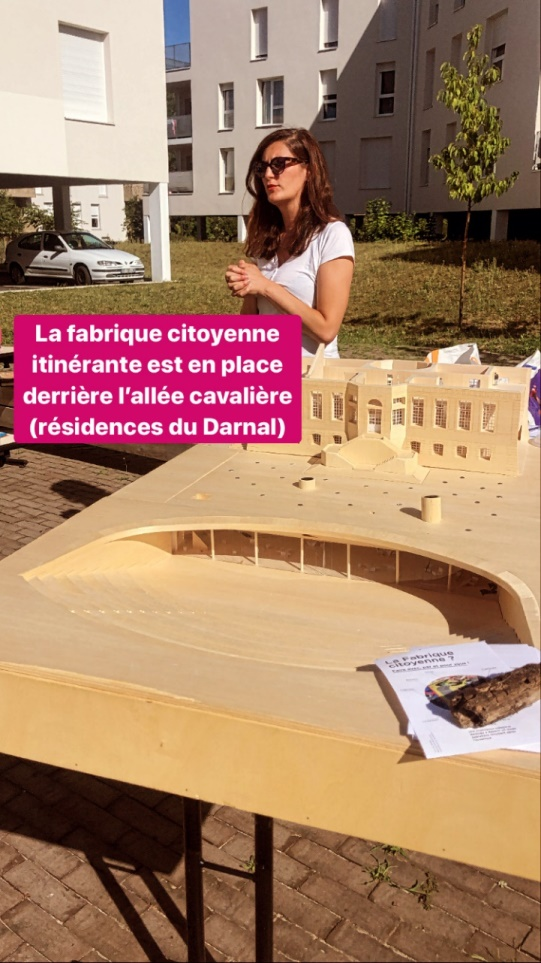 La fabrique citoyenne
itinérante est en place
derrière l'allée cavalière
(résidences du Darnal)
La Fabrique
citoyenne ?